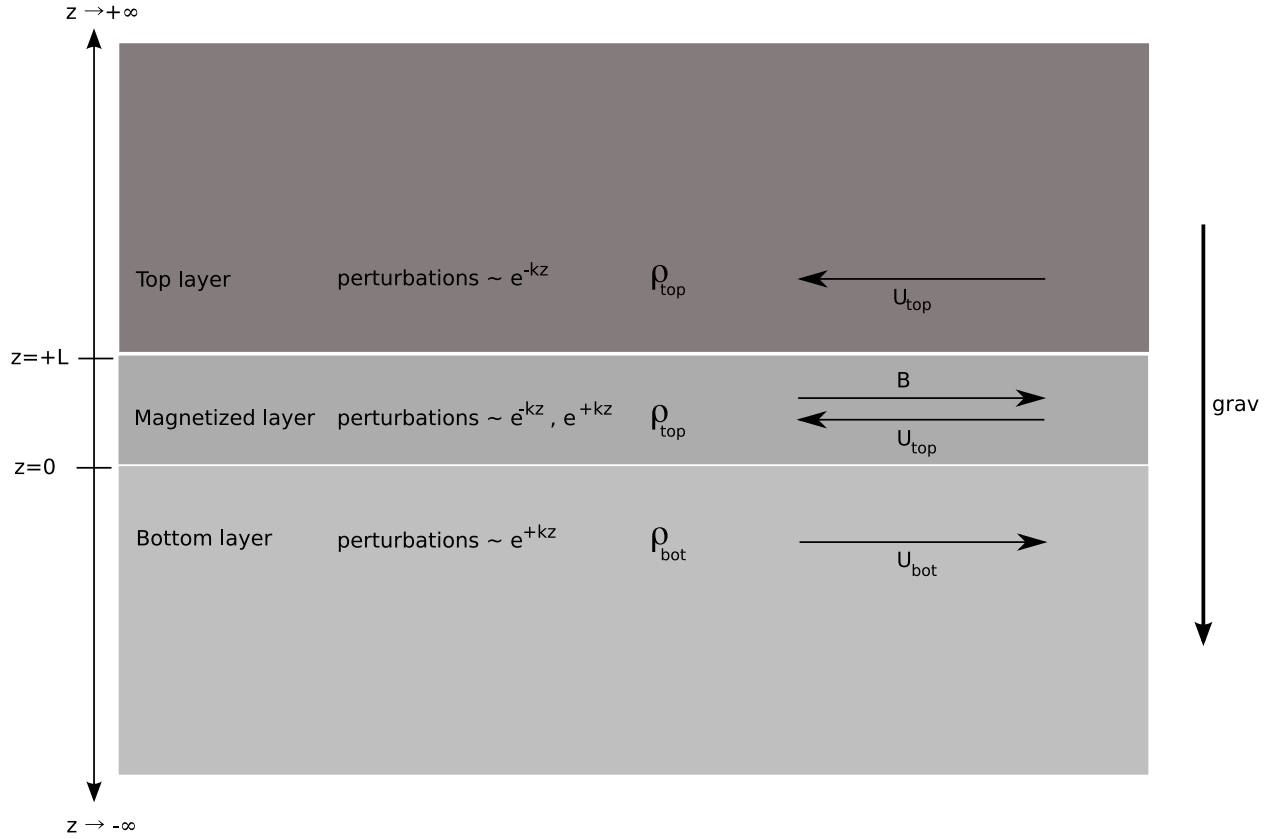 z →+∞
Top layer perturbations ~ e^-kz ρ_top U_top
z=+L
B
Magnetized layer perturbations ~ e^-kz , e^+kz ρ_top U_top
grav
z=0
Bottom layer perturbations ~ e^+kz ρ_bot U_bot
z → -∞